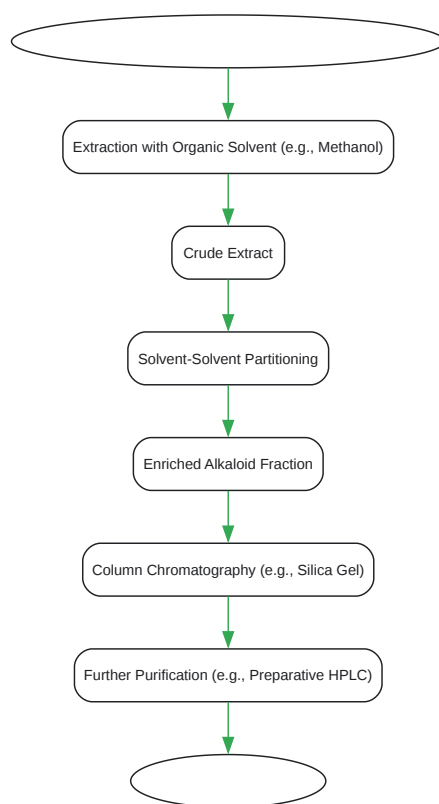 Extraction with Organic Solvent (e.g., Methanol)
Crude Extract
Solvent-Solvent Partitioning
Enriched Alkaloid Fraction
Column Chromatography (e.g., Silica Gel)
Further Purification (e.g., Preparative HPLC)